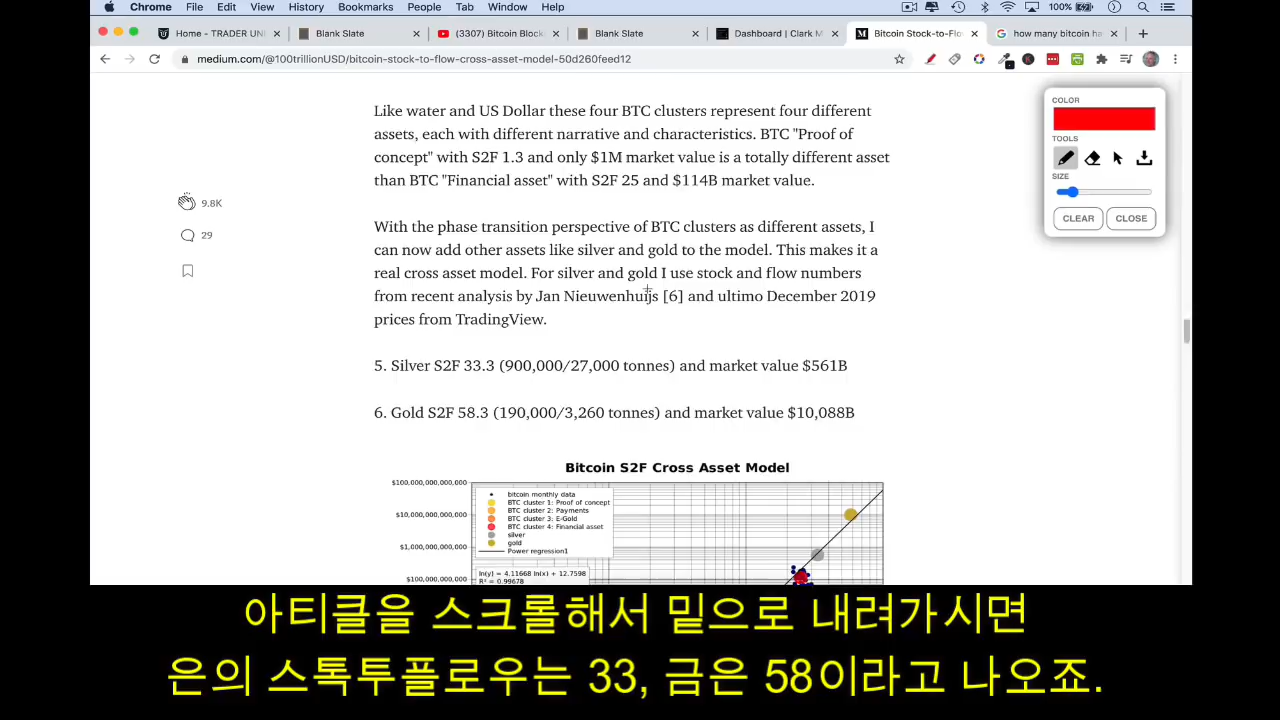 Chrome File Edit View History Bookmarks People Tab Window Help 100%
Home - TRADER UNI Blank Slate (3307) Bitcoin Block Blank Slate Dashboard | Clark M Bitcoin Stock-to-Flo how many bitcoin ha
medium.com/@100trillionUSD/bitcoin-stock-to-flow-cross-asset-model-50d260feed12
COLOR
TOOLS
SIZE
CLEAR CLOSE
9.8K
29
Like water and US Dollar these four BTC clusters represent four different
assets, each with different narrative and characteristics. BTC "Proof of
concept" with S2F 1.3 and only $1M market value is a totally different asset
than BTC "Financial asset" with S2F 25 and $114B market value.
With the phase transition perspective of BTC clusters as different assets, I
can now add other assets like silver and gold to the model. This makes it a
real cross asset model. For silver and gold I use stock and flow numbers
from recent analysis by Jan Nieuwenhuijs [6] and ultimo December 2019
prices from TradingView.
5. Silver S2F 33.3 (900,000/27,000 tonnes) and market value $561B
6. Gold S2F 58.3 (190,000/3,260 tonnes) and market value $10,088B
Bitcoin S2F Cross Asset Model
$100,000,000,000,000
$10,000,000,000,000
$1,000,000,000,000
$100,000,000,000
bitcoin monthly data
BTC cluster 1: Proof of concept
BTC cluster 2: Payments
BTC cluster 3: E-Gold
BTC cluster 4: Financial asset
silver
gold
Power regression1
ln(y) = 4.11668 ln(x) + 12.7598
R² = 0.99678
아티클을 스크롤해서 밑으로 내려가시면
은의 스톡투플로우는 33, 금은 58이라고 나오죠.